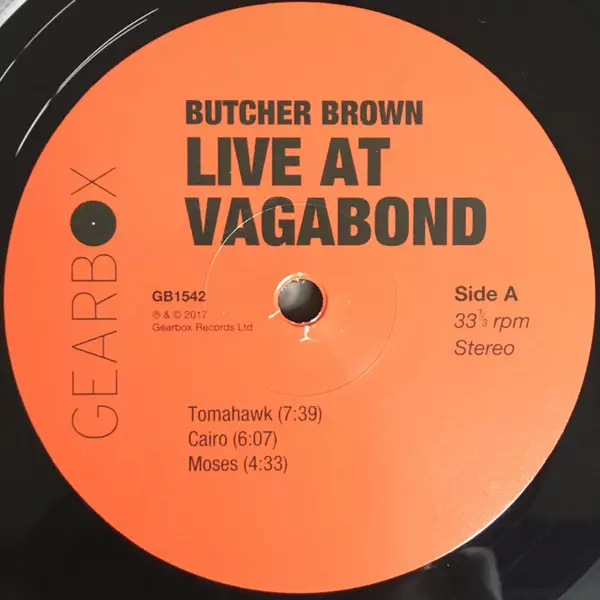 BUTCHER BROWN
LIVE AT
VAGABOND
GEARBOX
GB1542
℗ & © 2017
Gearbox Records Ltd
Side A
33⅓ rpm
Stereo
Tomahawk (7:39)
Cairo (6:07)
Moses (4:33)